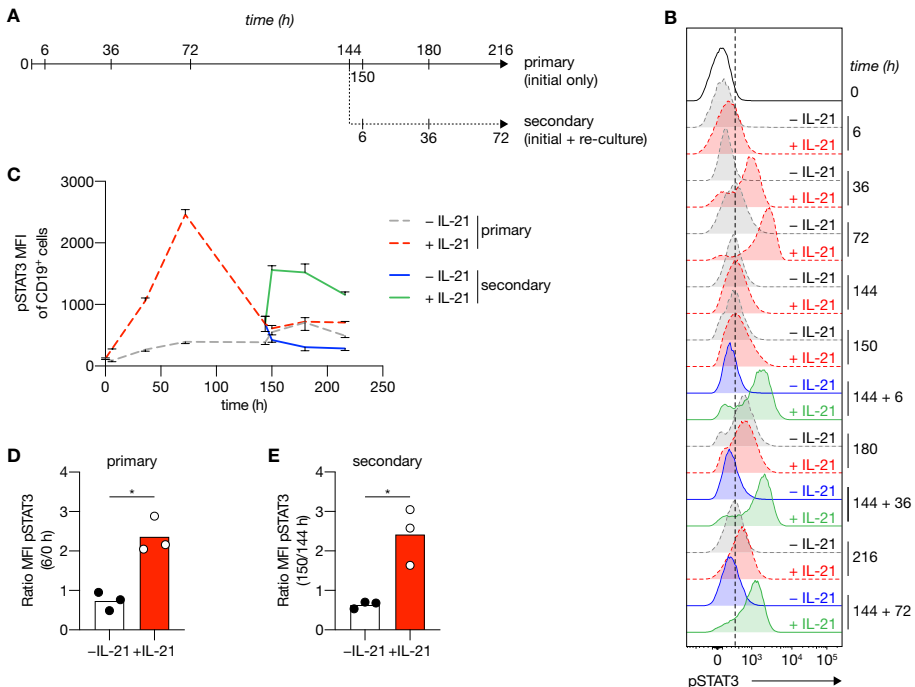 A
time (h)
6 36 72 144 180 216
0
150
primary
(initial only)
6 36 72
secondary
(initial + re-culture)
B
time (h)
0
– IL-21
+ IL-21
6
– IL-21
+ IL-21
36
– IL-21
+ IL-21
72
– IL-21
+ IL-21
144
– IL-21
+ IL-21
150
– IL-21
+ IL-21
144 + 6
– IL-21
+ IL-21
180
– IL-21
+ IL-21
144 + 36
– IL-21
+ IL-21
216
– IL-21
+ IL-21
144 + 72
0 10³ 10⁴ 10⁵
pSTAT3
C
pSTAT3 MFI
of CD19⁺ cells
3000
2000
1000
0
0 50 100 150 200 250
time (h)
– IL-21
+ IL-21
primary
– IL-21
+ IL-21
secondary
D
primary
Ratio MFI pSTAT3
(6/0 h)
4
3
2
1
0
*
–IL-21 +IL-21
E
secondary
Ratio MFI pSTAT3
(150/144 h)
4
3
2
1
0
*
–IL-21 +IL-21